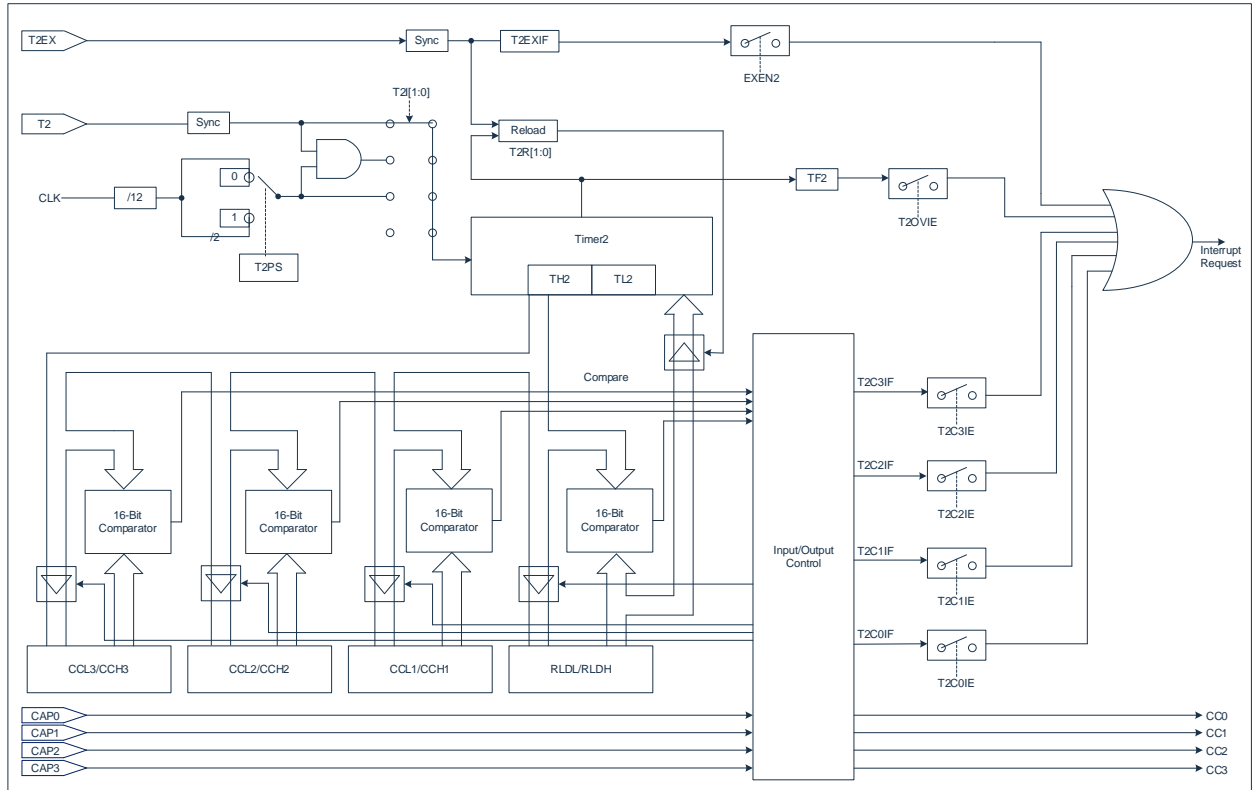 T2EX
Sync
T2EXIF
EXEN2
T2I[1:0]
T2
Sync
Reload
T2R[1:0]
0
CLK
/12
1
/2
T2PS
TF2
T2OVIE
Timer2
TH2
TL2
Interrupt
Request
Compare
16-Bit
Comparator
16-Bit
Comparator
16-Bit
Comparator
16-Bit
Comparator
Input/Output
Control
T2C3IF
T2C3IE
T2C2IF
T2C2IE
T2C1IF
T2C1IE
T2C0IF
T2C0IE
CCL3/CCH3
CCL2/CCH2
CCL1/CCH1
RLDL/RLDH
CAP0
CAP1
CAP2
CAP3
CC0
CC1
CC2
CC3